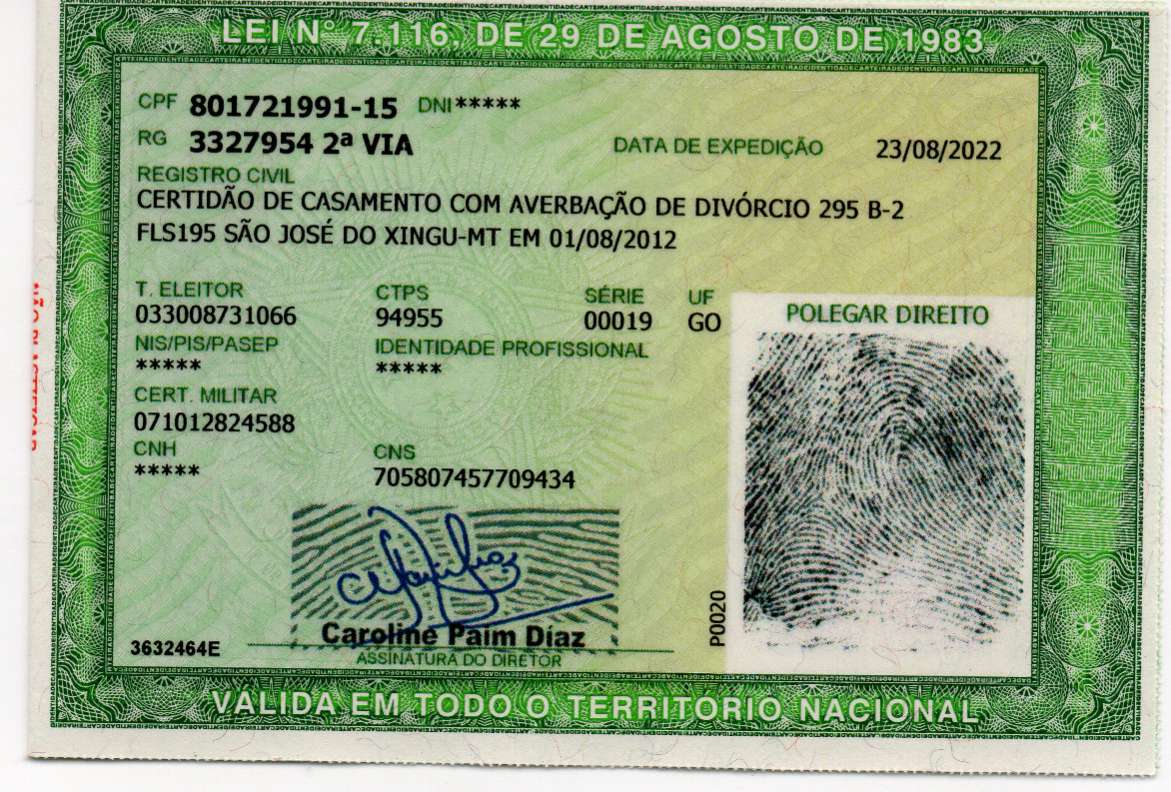 LEI Nº 7.116, DE 29 DE AGOSTO DE 1983
CPF 801721991-15 DNI *****
RG 3327954 2ª VIA DATA DE EXPEDIÇÃO 23/08/2022
REGISTRO CIVIL
CERTIDÃO DE CASAMENTO COM AVERBAÇÃO DE DIVÓRCIO 295 B-2
FLS195 SÃO JOSÉ DO XINGU-MT EM 01/08/2012
T. ELEITOR CTPS SÉRIE UF
033008731066 94955 00019 GO
NIS/PIS/PASEP IDENTIDADE PROFISSIONAL
***** *****
CERT. MILITAR
071012824588
CNH CNS
***** 705807457709434
POLEGAR DIREITO
P0020
Caroline Paim Diaz
3632464E
ASSINATURA DO DIRETOR
VÁLIDA EM TODO O TERRITÓRIO NACIONAL